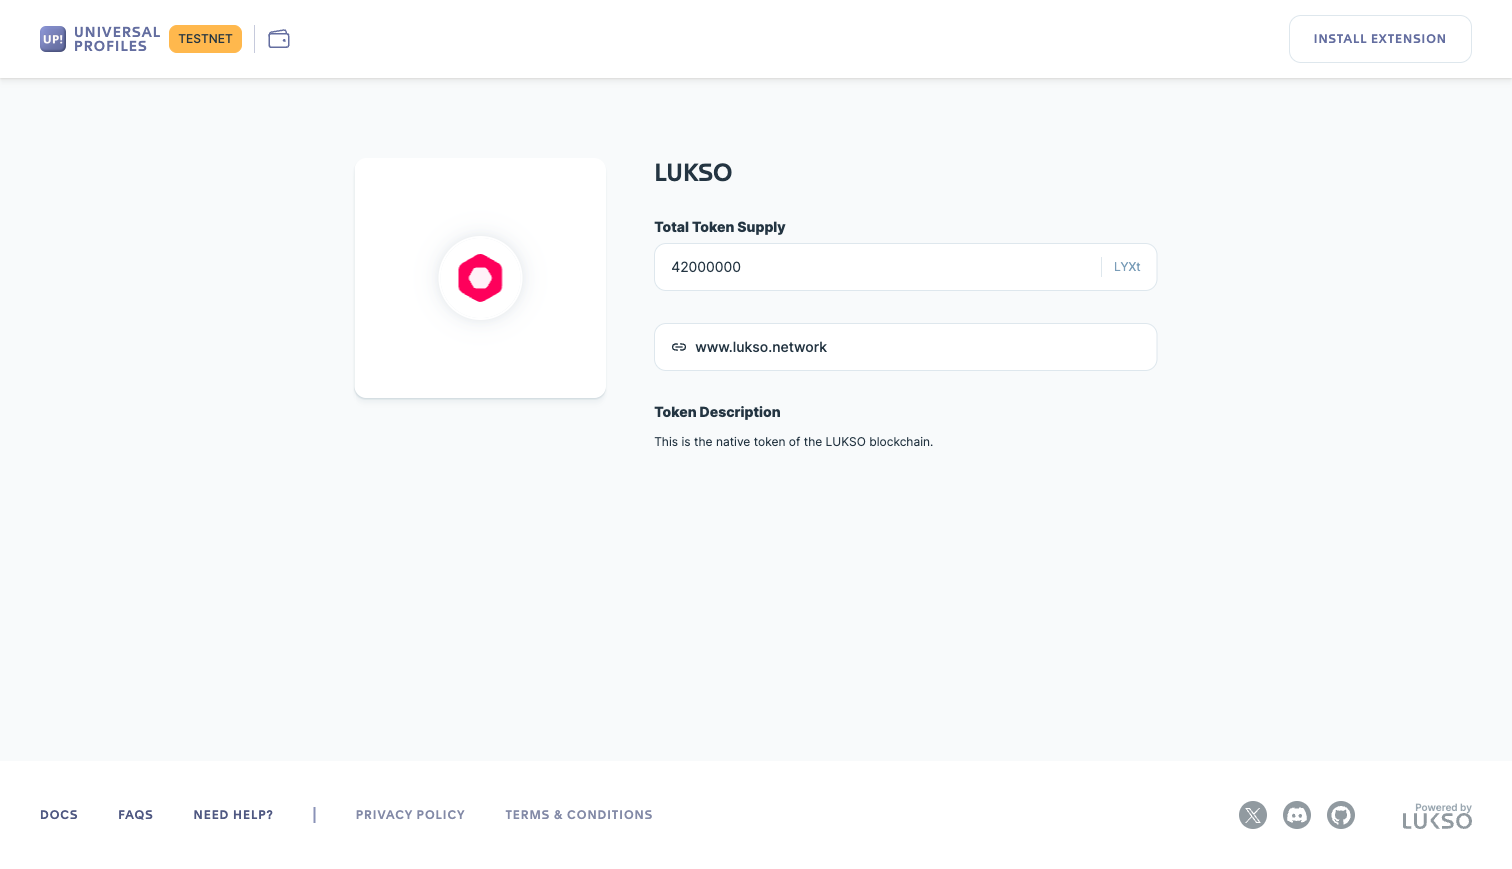 UP!
UNIVERSAL
PROFILES
TESTNET
INSTALL EXTENSION
LUKSO
Total Token Supply
42000000
LYXt
www.lukso.network
Token Description
This is the native token of the LUKSO blockchain.
DOCS
FAQS
NEED HELP?
PRIVACY POLICY
TERMS & CONDITIONS
Powered by
LUKSO